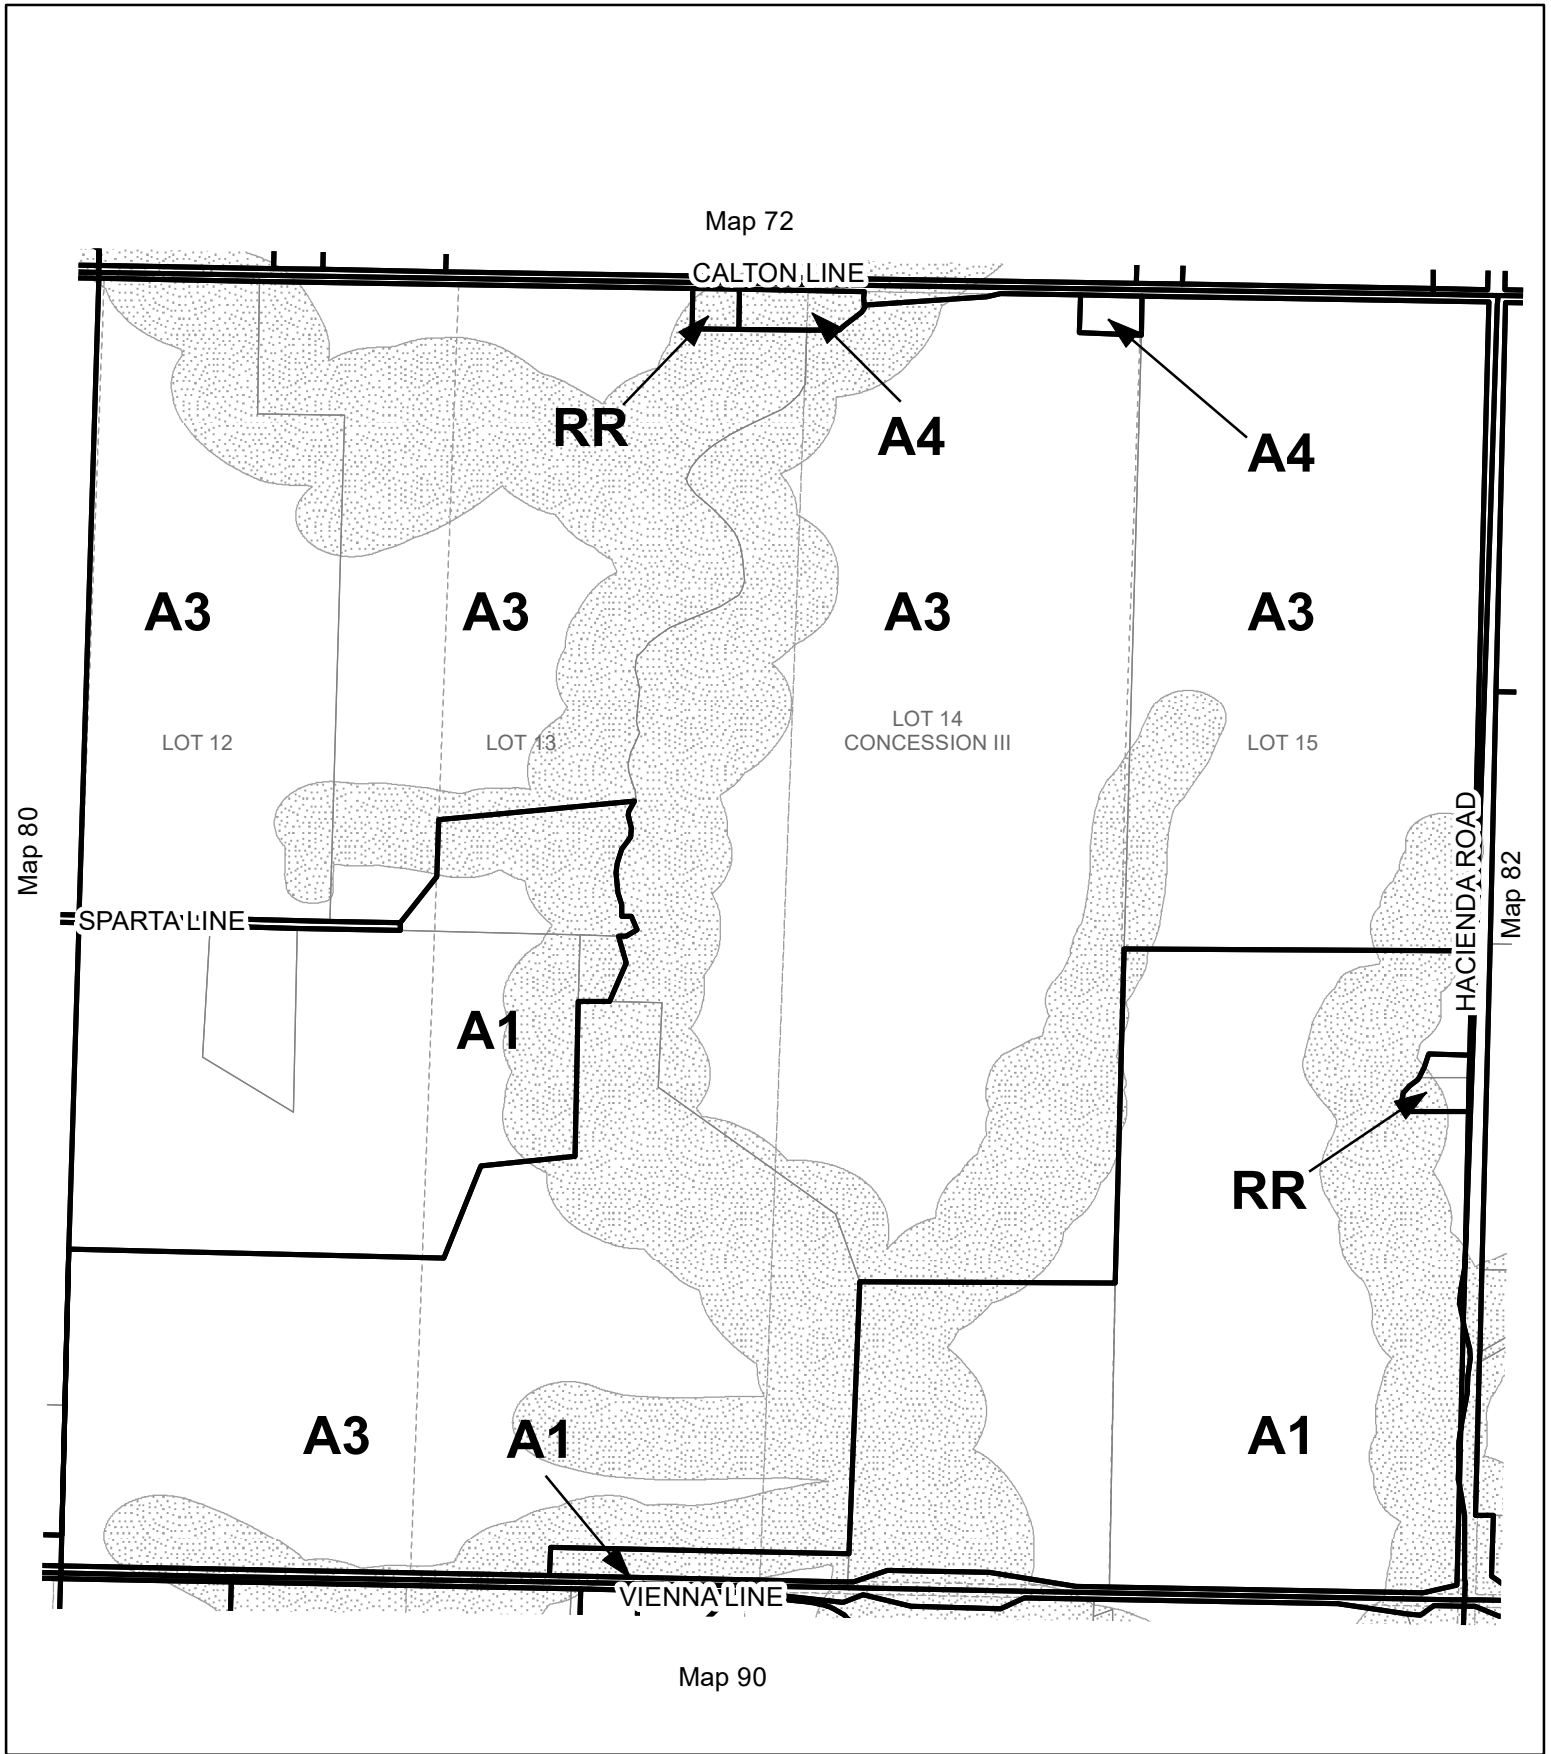 Map 72
CALTON LINE
RR
A4
A4
A3
A3
A3
A3
LOT 12
LOT 13
LOT 14
CONCESSION III
LOT 15
Map 80
HACIENDA ROAD
Map 82
SPARTA LINE
A1
RR
A3
A1
A1
VIENNA LINE
Map 90